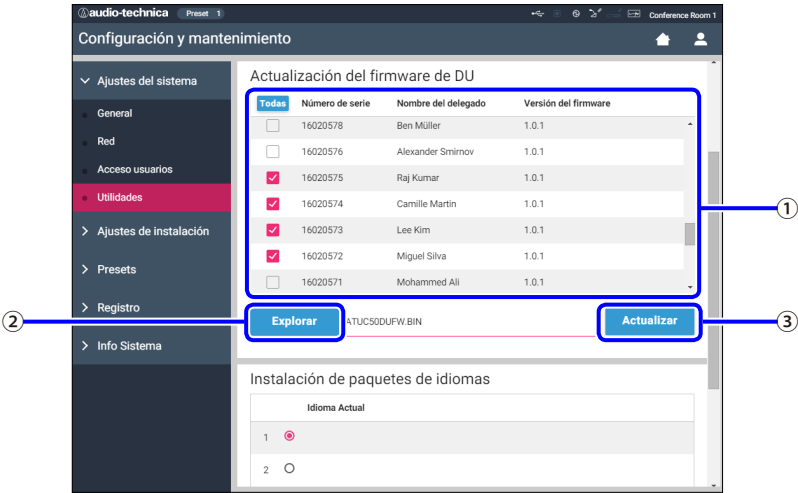 audio-technica Preset 1 Conference Room 1
Configuración y mantenimiento
Ajustes del sistema
General
Red
Acceso usuarios
Utilidades
Ajustes de instalación
Presets
Registro
Info Sistema
Actualización del firmware de DU
Todas Número de serie Nombre del delegado Versión del firmware
16020578 Ben Müller 1.0.1
16020576 Alexander Smirnov 1.0.1
16020575 Raj Kumar 1.0.1
16020574 Camille Martin 1.0.1
16020573 Lee Kim 1.0.1
16020572 Miguel Silva 1.0.1
16020571 Mohammed Ali 1.0.1
①
② Explorar ATUC50DUFW.BIN Actualizar ③
Instalación de paquetes de idiomas
Idioma Actual
1
2